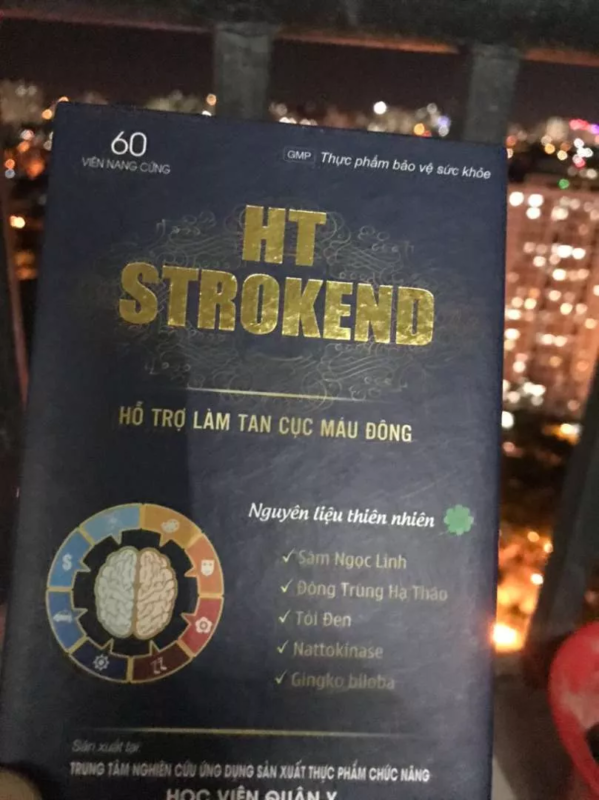 60
VIÊN NANG CỨNG
GMP Thực phẩm bảo vệ sức khỏe
HT
STROKEND
HỖ TRỢ LÀM TAN CỤC MÁU ĐÔNG
Nguyên liệu thiên nhiên
✓ Sâm Ngọc Linh
✓ Đông Trùng Hạ Thảo
✓ Tỏi Đen
✓ Nattokinase
✓ Gingko biloba
Sản xuất tại:
TRUNG TÂM NGHIÊN CỨU ỨNG DỤNG SẢN XUẤT THỰC PHẨM CHỨC NĂNG
HỌC VIỆN QUÂN Y